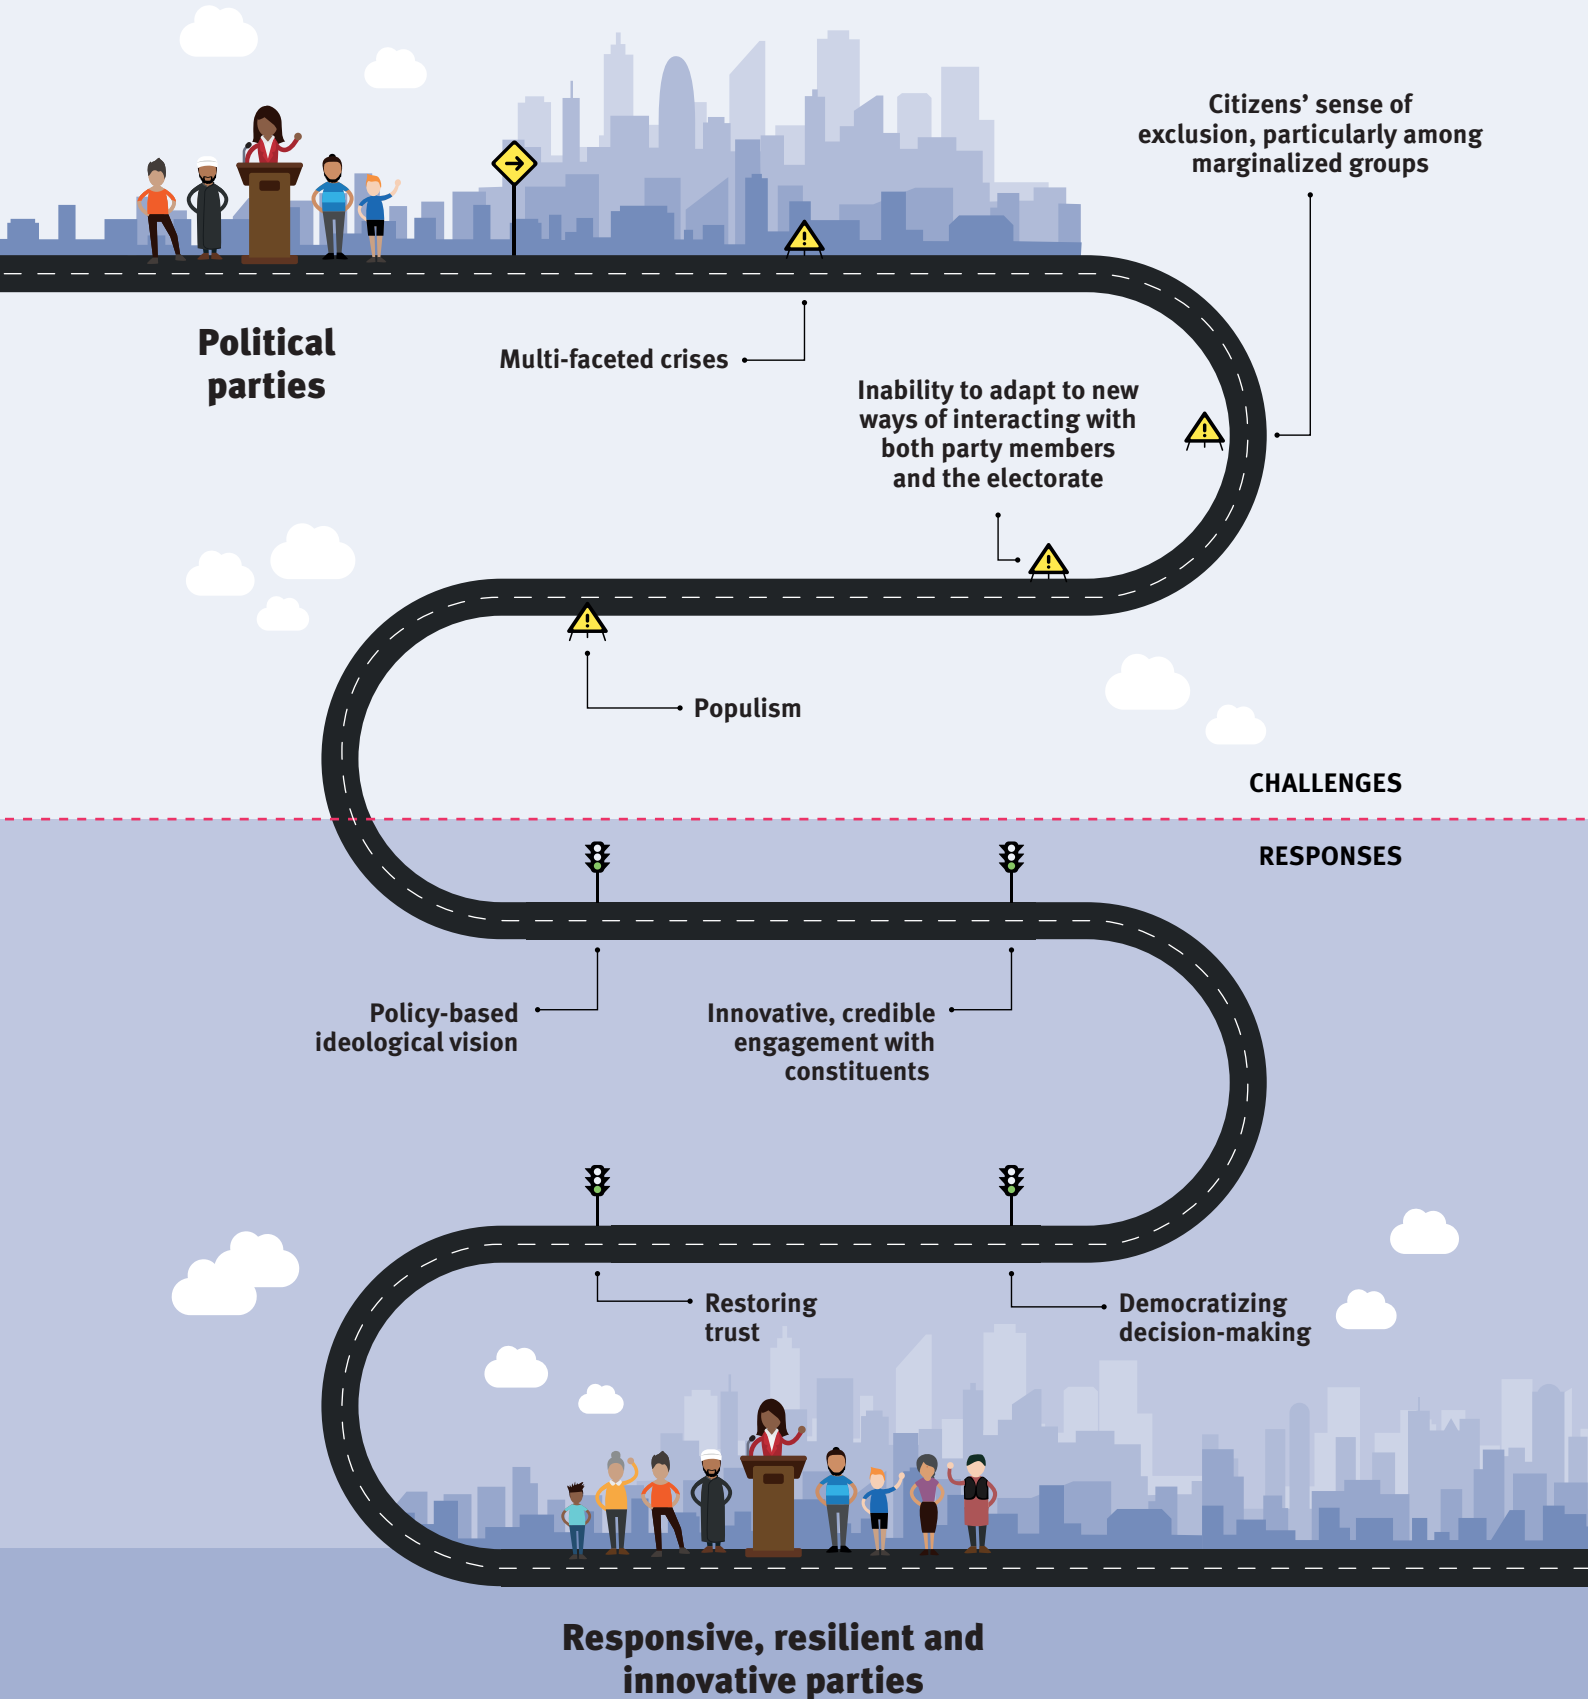 Citizens’ sense of
exclusion, particularly among
marginalized groups
Political
parties
Multi-faceted crises
Inability to adapt to new
ways of interacting with
both party members
and the electorate
Populism
CHALLENGES
RESPONSES
Policy-based
ideological vision
Innovative, credible
engagement with
constituents
Restoring
trust
Democratizing
decision-making
Responsive, resilient and
innovative parties